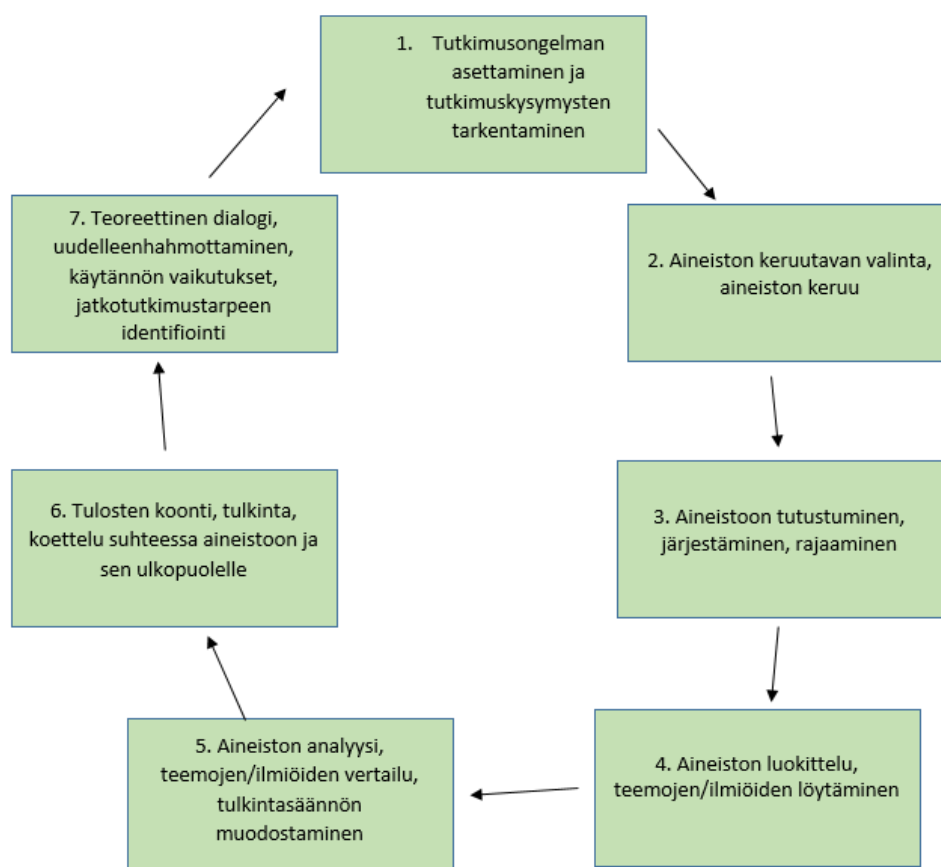 1. Tutkimusongelman
asettaminen ja
tutkimuskysymysten
tarkentaminen
2. Aineiston keruutavan valinta,
aineiston keruu
3. Aineistoon tutustuminen,
järjestäminen, rajaaminen
4. Aineiston luokittelu,
teemojen/ilmiöiden löytäminen
5. Aineiston analyysi,
teemojen/ilmiöiden vertailu,
tulkintasäännön
muodostaminen
6. Tulosten koonti, tulkinta,
koettelu suhteessa aineistoon ja
sen ulkopuolelle
7. Teoreettinen dialogi,
uudelleenhahmottaminen,
käytännön vaikutukset,
jatkotutkimustarpeen
identifiointi